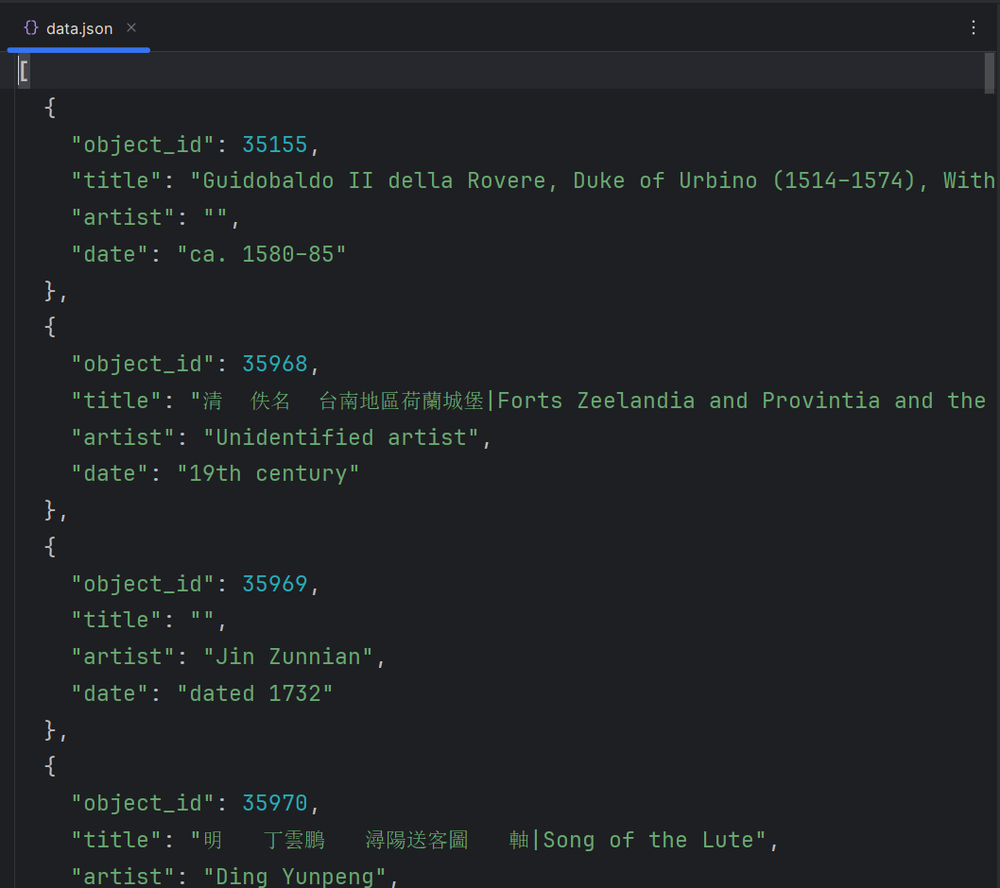 {} data.json ×
[
{
"object_id": 35155,
"title": "Guidobaldo II della Rovere, Duke of Urbino (1514–1574), With
"artist": "",
"date": "ca. 1580–85"
},
{
"object_id": 35968,
"title": "清　佚名　台南地區荷蘭城堡|Forts Zeelandia and Provintia and the
"artist": "Unidentified artist",
"date": "19th century"
},
{
"object_id": 35969,
"title": "",
"artist": "Jin Zunnian",
"date": "dated 1732"
},
{
"object_id": 35970,
"title": "明　　丁雲鵬　　潯陽送客圖　　軸|Song of the Lute",
"artist": "Ding Yunpeng",